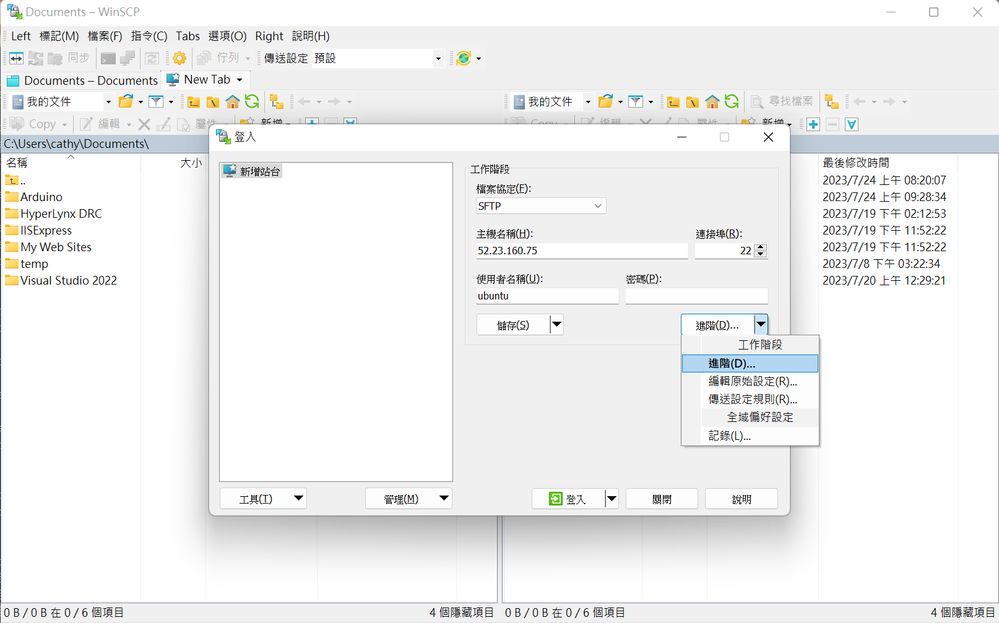 Documents – WinSCP
Left 標記(M) 檔案(F) 指令(C) Tabs 選項(O) Right 說明(H)
同步 佇列 傳送設定 預設
Documents – Documents New Tab
我的文件 我的文件 尋找檔案
Copy 編輯 屬性 新增 Copy 編輯 屬性 新增
C:\Users\cathy\Documents\
名稱 大小 最後修改時間
.. 2023/7/24 上午 08:20:07
Arduino 2023/7/24 上午 09:28:34
HyperLynx DRC 2023/7/19 下午 02:12:53
IISExpress 2023/7/19 下午 11:52:22
My Web Sites 2023/7/19 下午 11:52:22
temp 2023/7/8 下午 03:22:34
Visual Studio 2022 2023/7/20 上午 12:29:21
登入
新增站台
工作階段
檔案協定(F):
SFTP
主機名稱(H): 連接埠(R):
52.23.160.75 22
使用者名稱(U): 密碼(P):
ubuntu
儲存(S) 進階(D)...
工作階段
進階(D)...
編輯原始設定(R)...
傳送設定規則(R)...
全域偏好設定
記錄(L)...
工具(T) 管理(M) 登入 關閉 說明
0 B / 0 B 在 0 / 6 個項目 4 個隱藏項目 0 B / 0 B 在 0 / 6 個項目 4 個隱藏項目